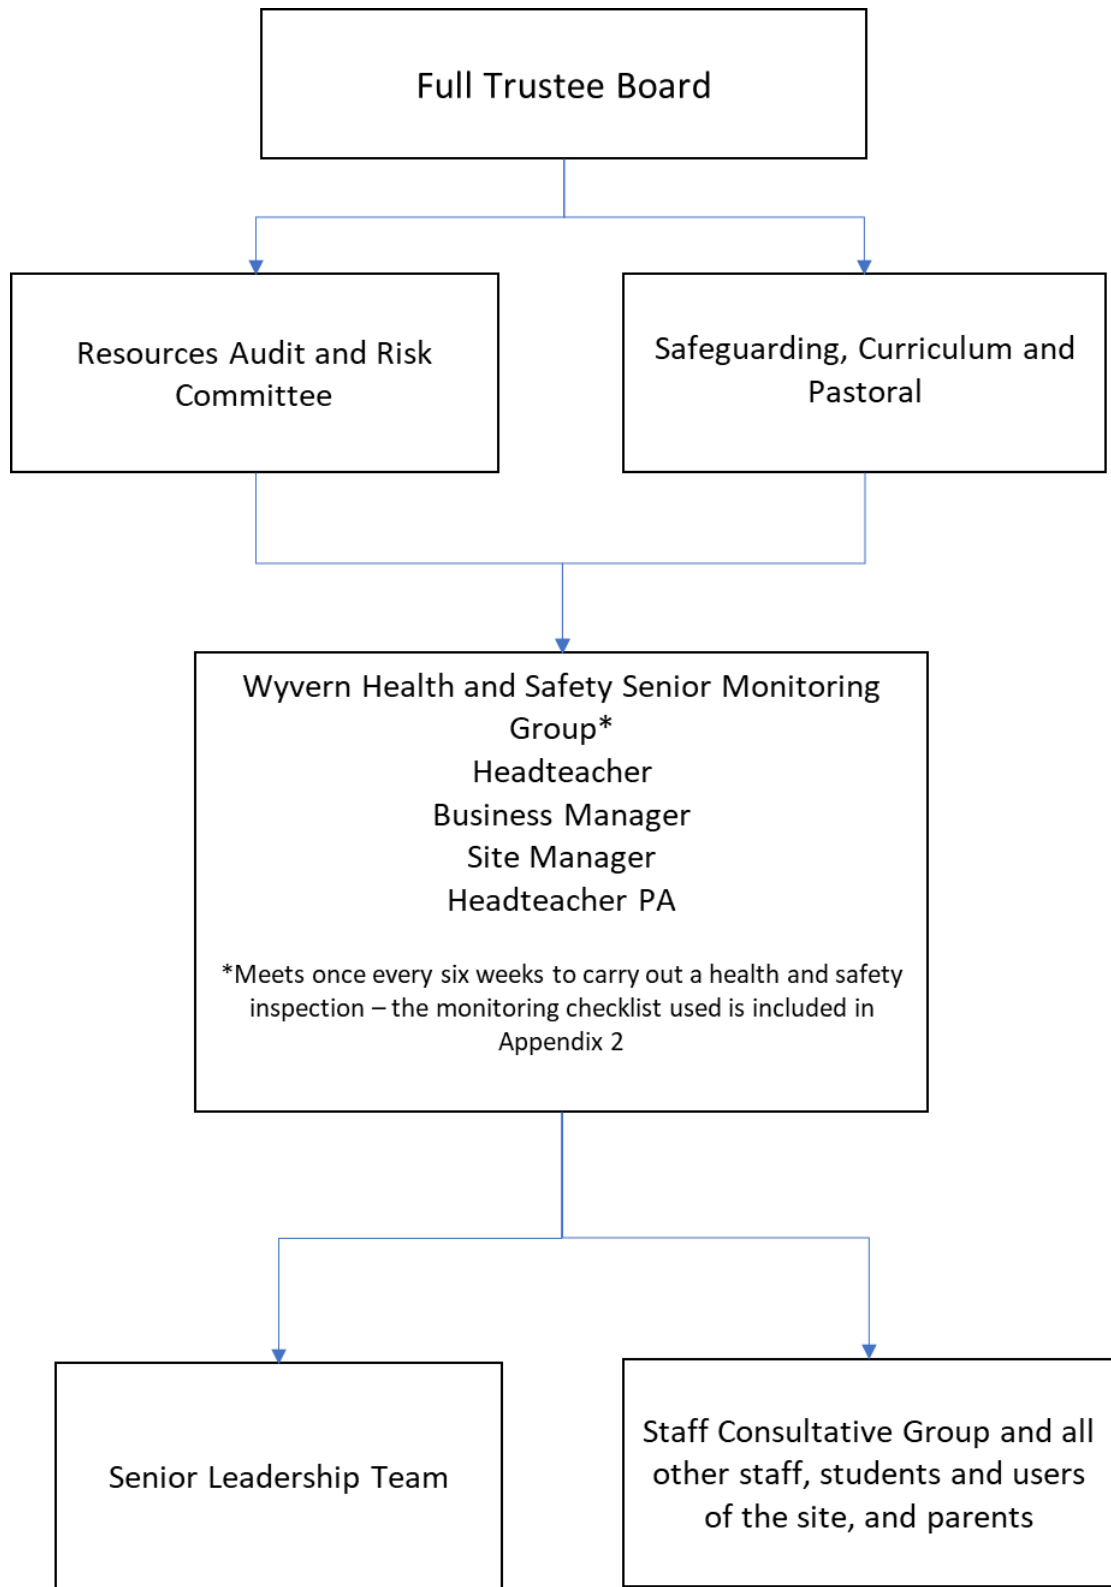 Full Trustee Board
Resources Audit and Risk
Committee
Safeguarding, Curriculum and
Pastoral
Wyvern Health and Safety Senior Monitoring
Group*
Headteacher
Business Manager
Site Manager
Headteacher PA
*Meets once every six weeks to carry out a health and safety
inspection – the monitoring checklist used is included in
Appendix 2
Senior Leadership Team
Staff Consultative Group and all
other staff, students and users
of the site, and parents